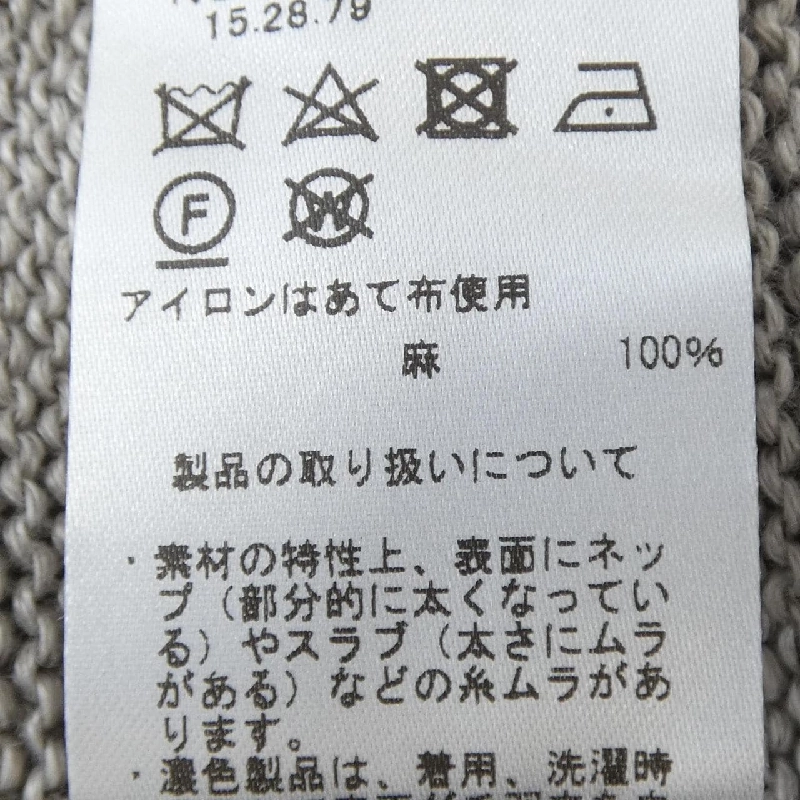 15.28.79
F W
アイロンはあて布使用
麻 100%
製品の取り扱いについて
・素材の特性上、表面にネッ
プ（部分的に太くなってい
る）やスラブ（太さにムラ
がある）などの糸ムラがあ
ります。
・濃色製品は、着用、洗濯時